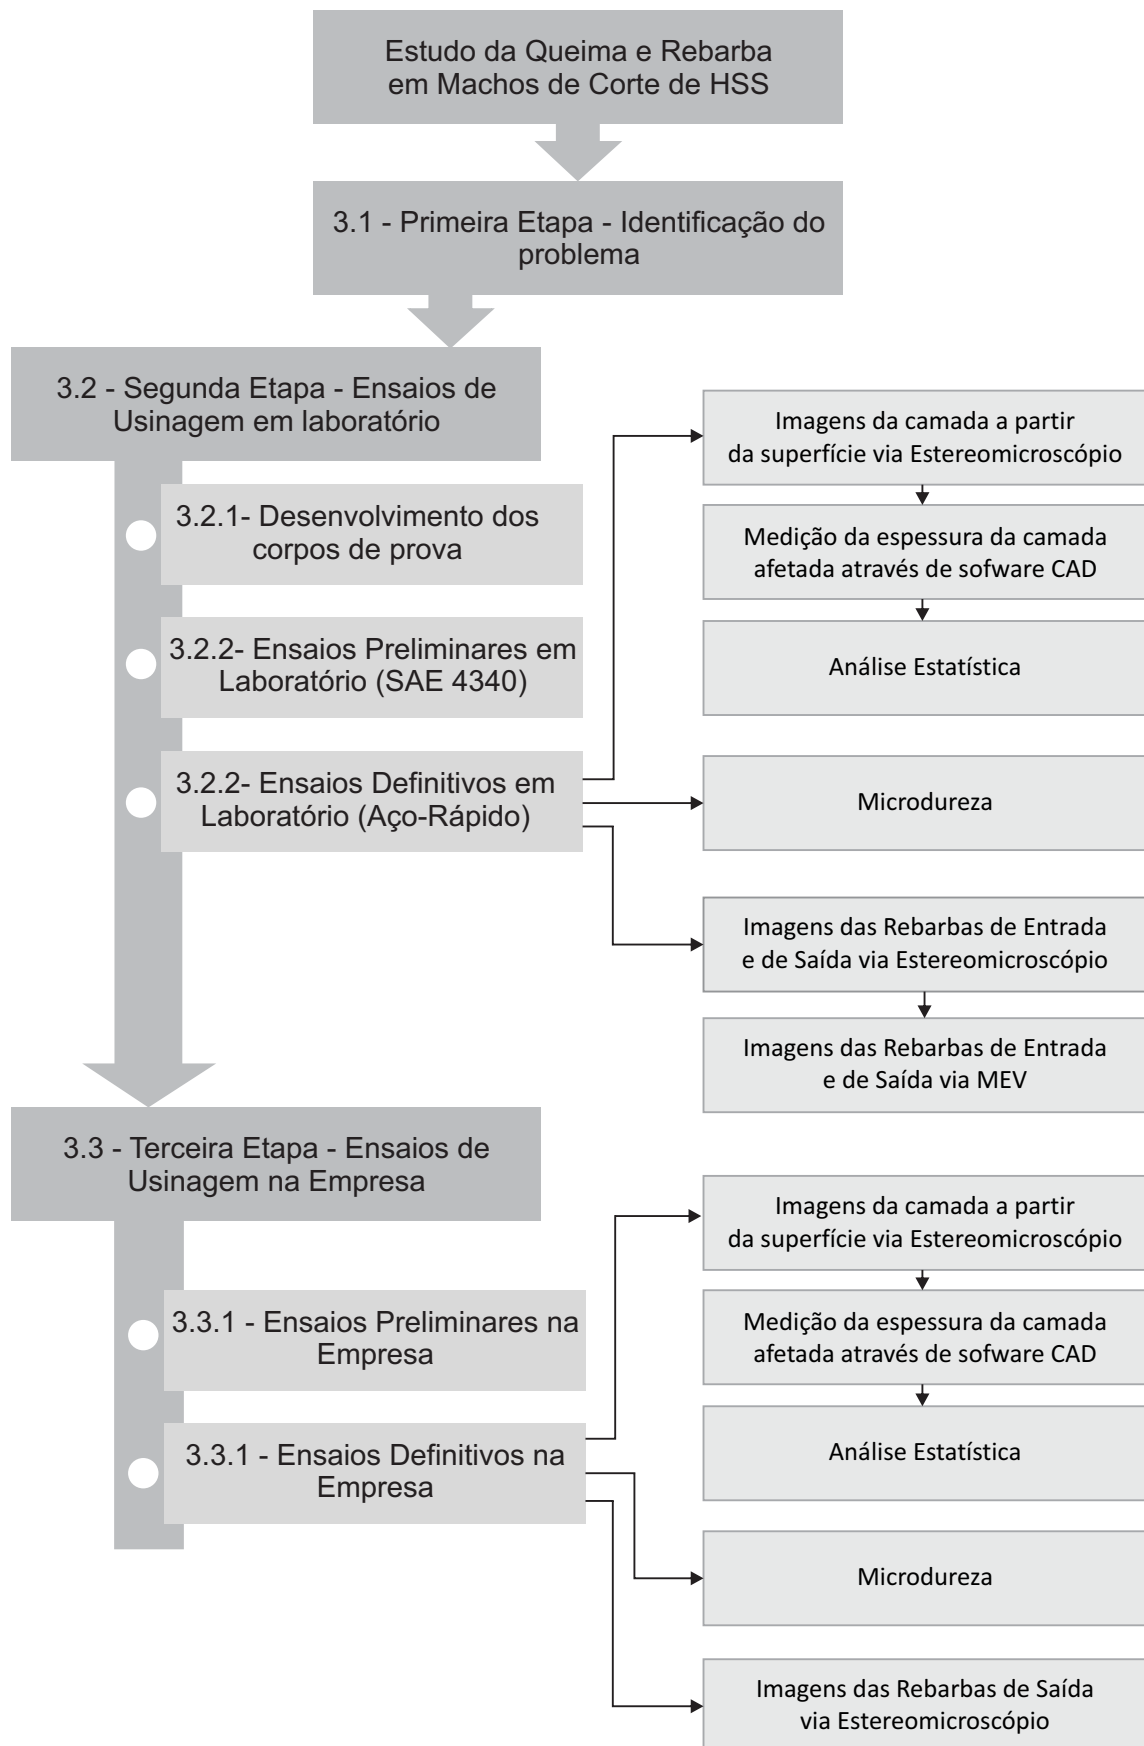 Estudo da Queima e Rebarba
em Machos de Corte de HSS
3.1 - Primeira Etapa - Identificação do
problema
3.2 - Segunda Etapa - Ensaios de
Usinagem em laboratório
3.2.1- Desenvolvimento dos
corpos de prova
3.2.2- Ensaios Preliminares em
Laboratório (SAE 4340)
3.2.2- Ensaios Definitivos em
Laboratório (Aço-Rápido)
Imagens da camada a partir
da superfície via Estereomicroscópio
Medição da espessura da camada
afetada através de sofware CAD
Análise Estatística
Microdureza
Imagens das Rebarbas de Entrada
e de Saída via Estereomicroscópio
Imagens das Rebarbas de Entrada
e de Saída via MEV
3.3 - Terceira Etapa - Ensaios de
Usinagem na Empresa
3.3.1 - Ensaios Preliminares na
Empresa
3.3.1 - Ensaios Definitivos na
Empresa
Imagens da camada a partir
da superfície via Estereomicroscópio
Medição da espessura da camada
afetada através de sofware CAD
Análise Estatística
Microdureza
Imagens das Rebarbas de Saída
via Estereomicroscópio